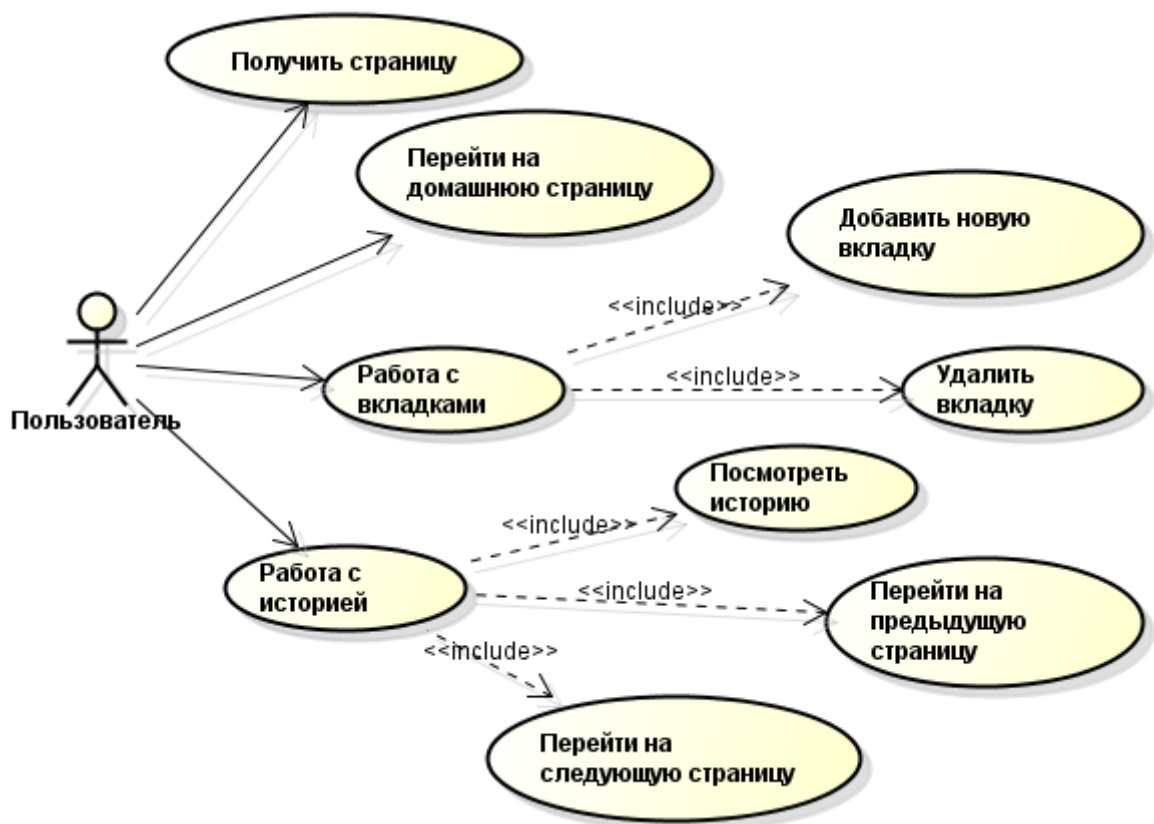 Получить страницу
Перейти на
домашнюю страницу
Добавить новую
вкладку
<<include>>
Пользователь
Работа с
вкладками
<<include>>
Удалить
вкладку
Посмотреть
историю
<<include>>
Работа с
историей
<<include>>
Перейти на
предыдущую
страницу
<<include>>
Перейти на
следующую страницу